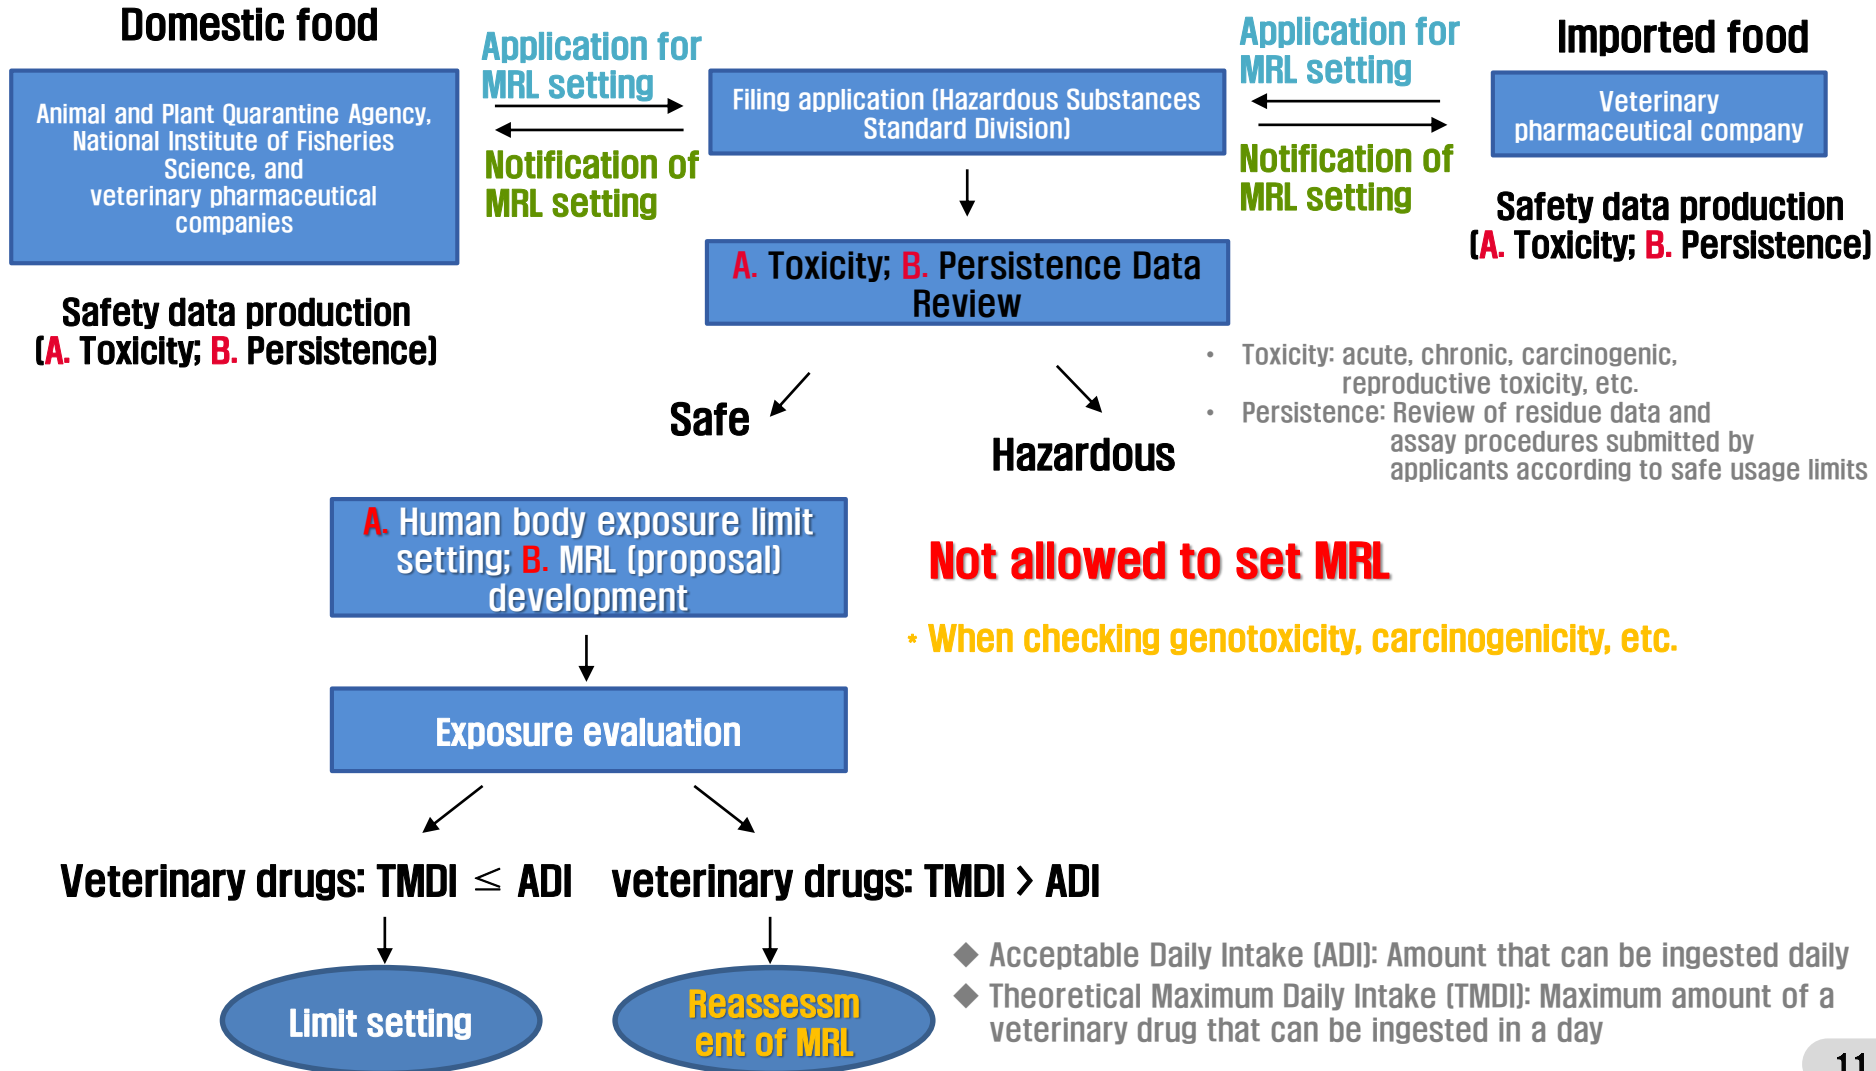 Domestic food
Animal and Plant Quarantine Agency,
National Institute of Fisheries
Science, and
veterinary pharmaceutical
companies
Safety data production
(A. Toxicity; B. Persistence)
Application for
MRL setting
Notification of
MRL setting
Filing application (Hazardous Substances
Standard Division)
Application for
MRL setting
Notification of
MRL setting
Imported food
Veterinary
pharmaceutical company
Safety data production
(A. Toxicity; B. Persistence)
A. Toxicity; B. Persistence Data
Review
• Toxicity: acute, chronic, carcinogenic,
reproductive toxicity, etc.
• Persistence: Review of residue data and
assay procedures submitted by
applicants according to safe usage limits
Safe
Hazardous
A. Human body exposure limit
setting; B. MRL (proposal)
development
Not allowed to set MRL
* When checking genotoxicity, carcinogenicity, etc.
Exposure evaluation
Veterinary drugs: TMDI ≤ ADI
veterinary drugs: TMDI > ADI
Limit setting
Reassessm
ent of MRL
◆ Acceptable Daily Intake (ADI): Amount that can be ingested daily
◆ Theoretical Maximum Daily Intake (TMDI): Maximum amount of a
veterinary drug that can be ingested in a day
11